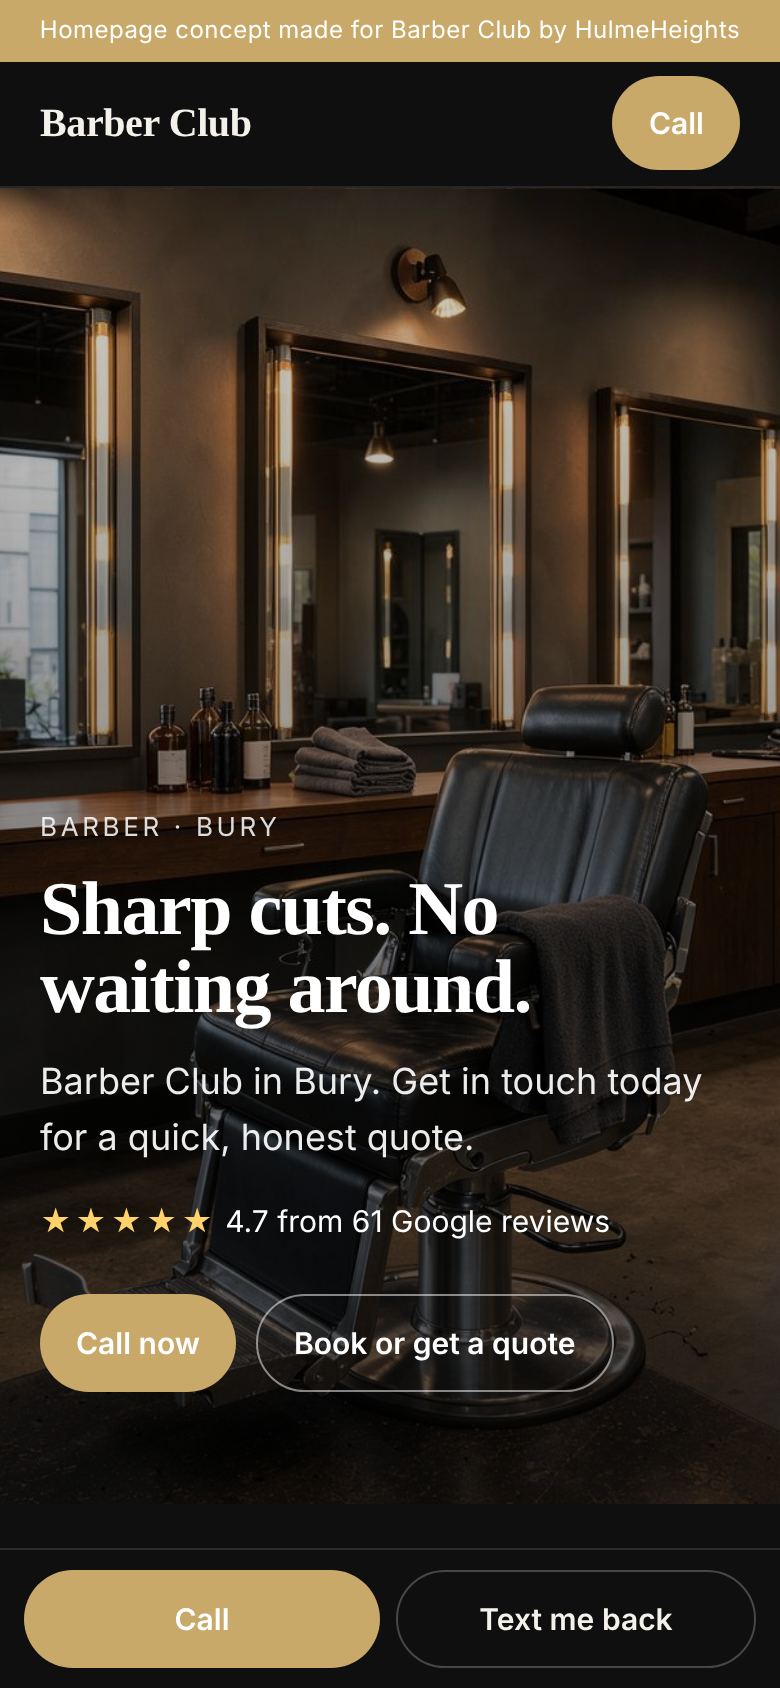 Homepage concept made for Barber Club by HulmeHeights
Barber Club
Call
BARBER · BURY
Sharp cuts. No
waiting around.
Barber Club in Bury. Get in touch today
for a quick, honest quote.
★★★★★ 4.7 from 61 Google reviews
Call now
Book or get a quote
Call
Text me back